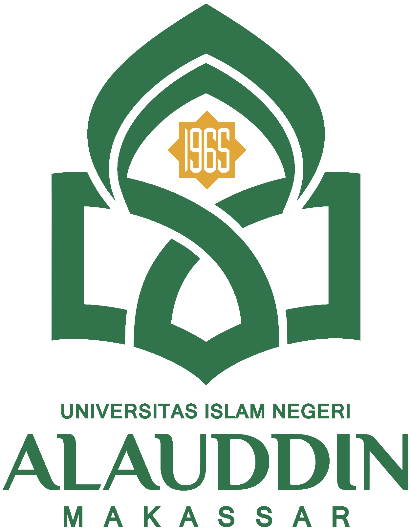 1965
UNIVERSITAS ISLAM NEGERI
ALAUDDIN
MAKASSAR